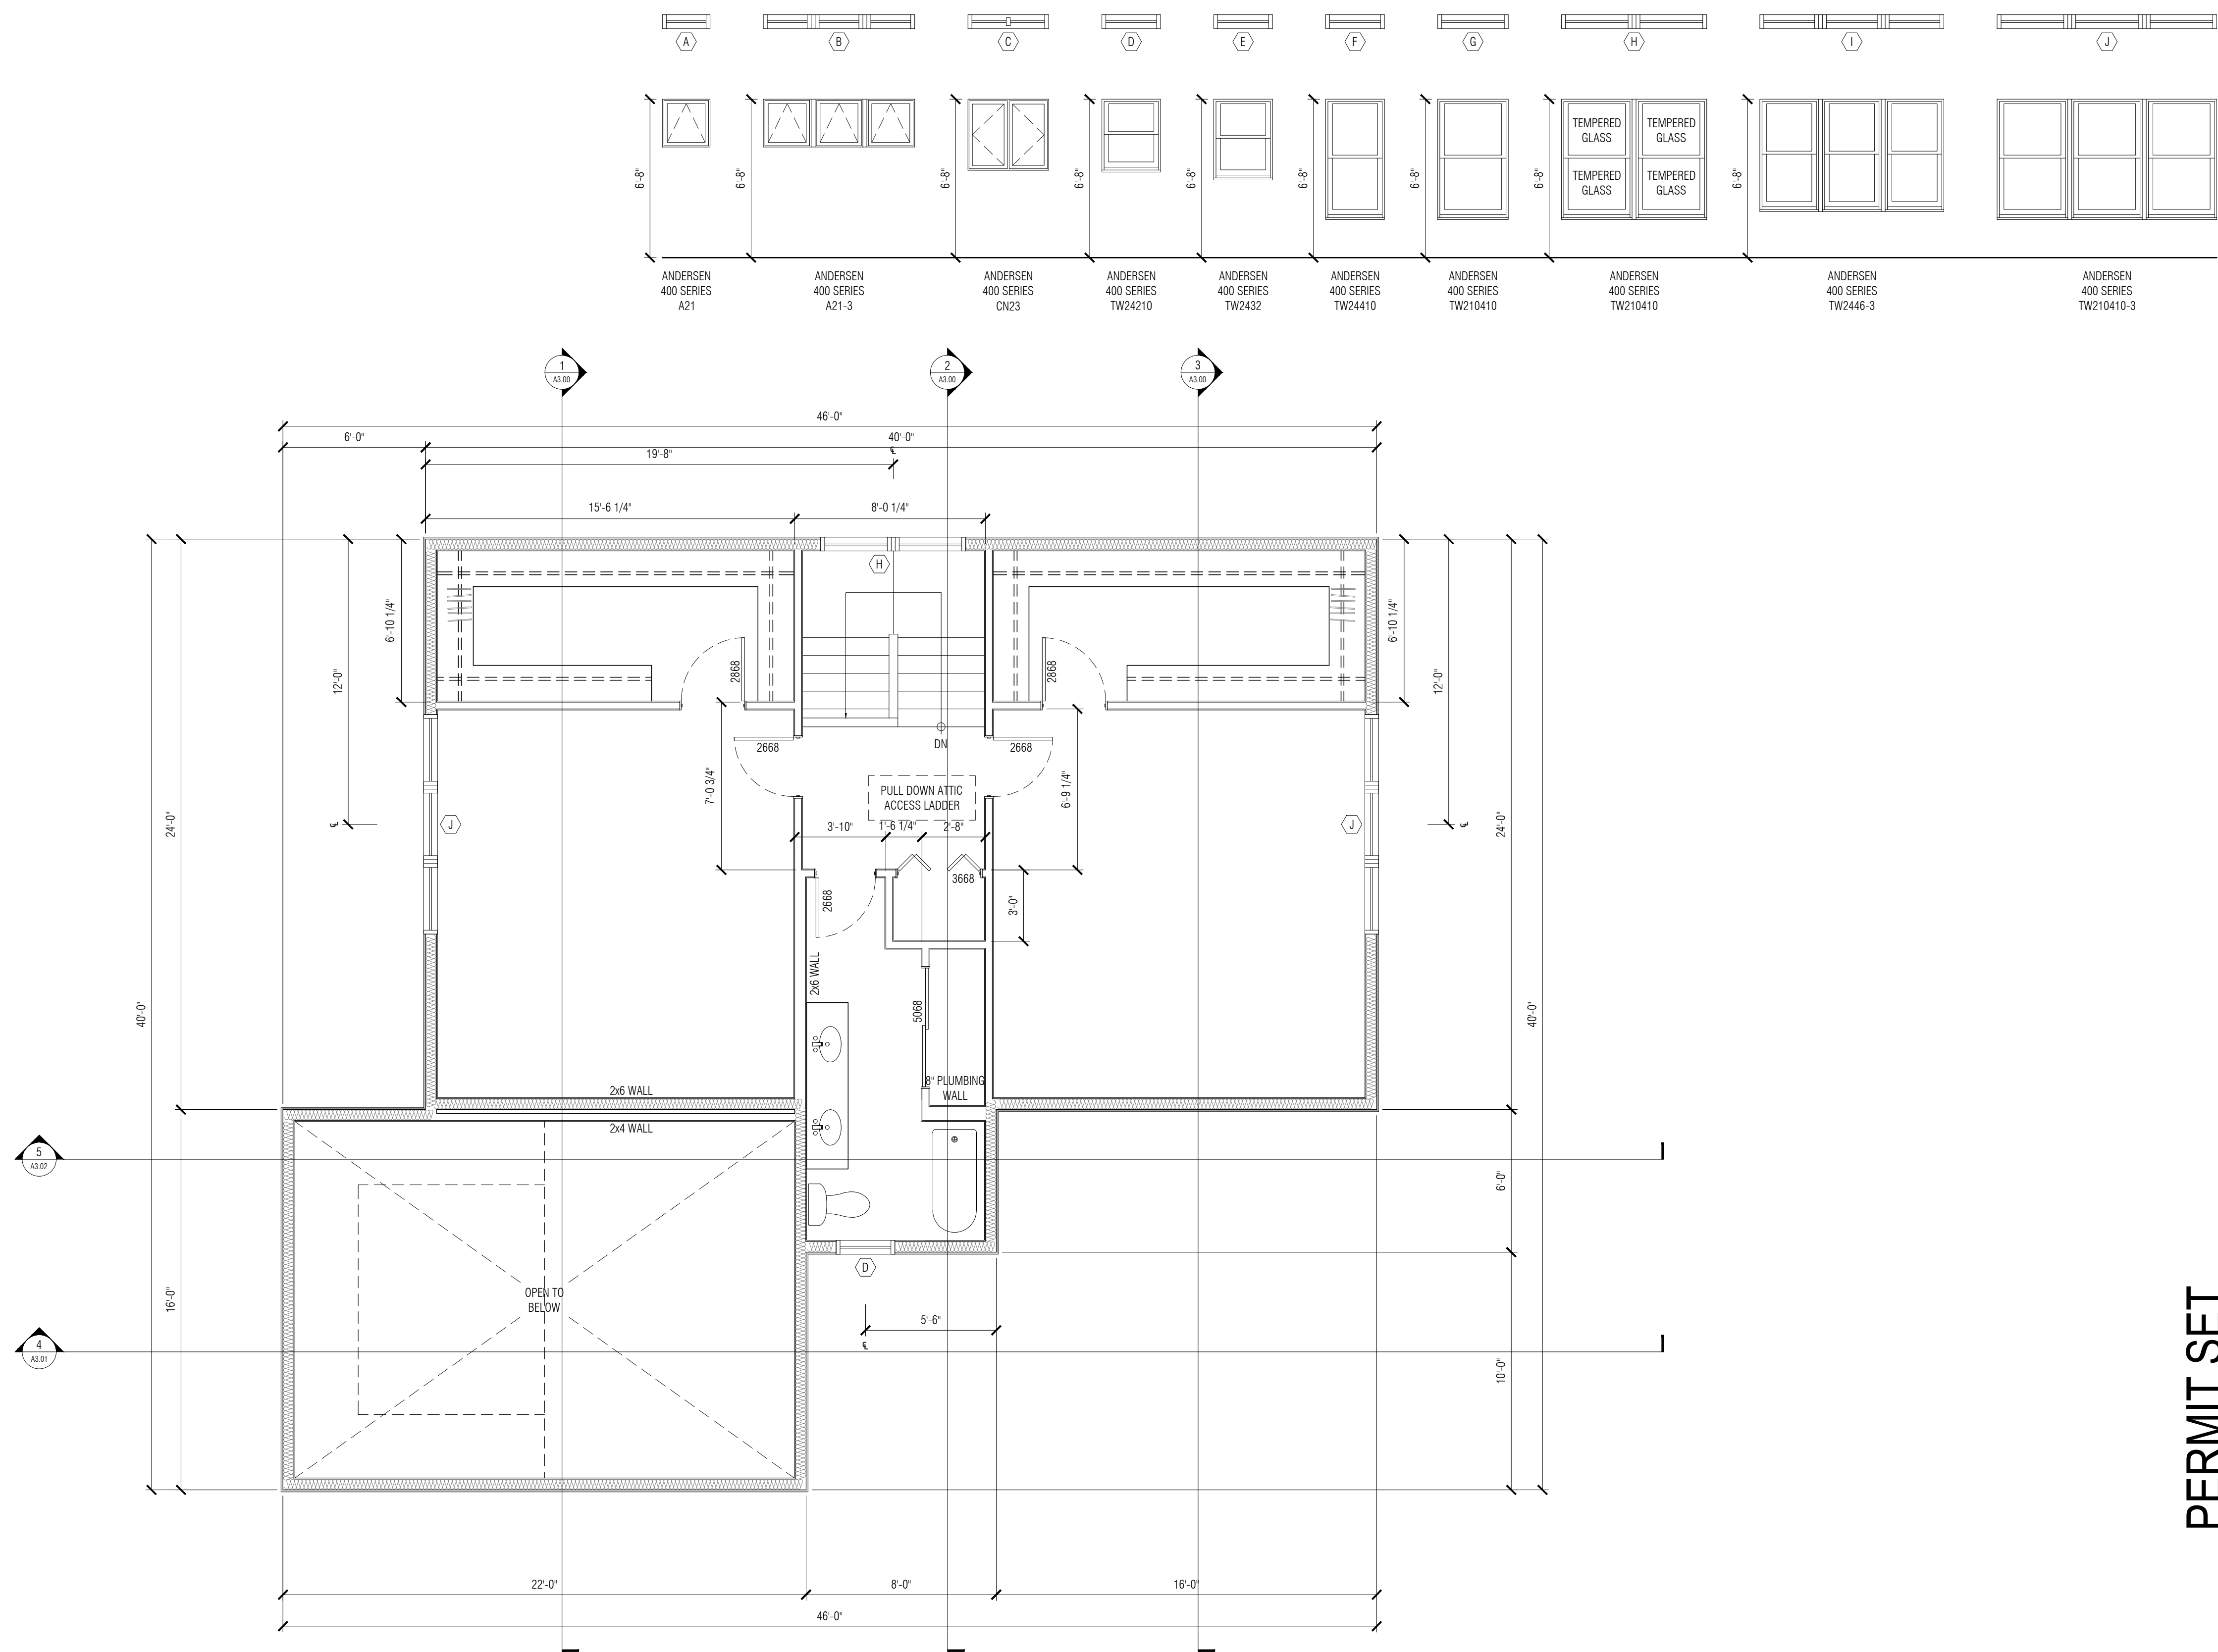 A B C D E F G H I J
TEMPERED GLASS TEMPERED GLASS
TEMPERED GLASS TEMPERED GLASS
6'-8" 6'-8" 6'-8" 6'-8" 6'-8" 6'-8" 6'-8" 6'-8" 6'-8"
ANDERSEN
400 SERIES
A21
ANDERSEN
400 SERIES
A21-3
ANDERSEN
400 SERIES
CN23
ANDERSEN
400 SERIES
TW24210
ANDERSEN
400 SERIES
TW2432
ANDERSEN
400 SERIES
TW24410
ANDERSEN
400 SERIES
TW210410
ANDERSEN
400 SERIES
TW210410
ANDERSEN
400 SERIES
TW2446-3
ANDERSEN
400 SERIES
TW210410-3
1
A3.00
2
A3.00
3
A3.00
46'-0"
6'-0" 40'-0"
19'-8" ℄
15'-6 1/4" 8'-0 1/4"
H
6'-10 1/4"
6'-10 1/4"
12'-0"
12'-0"
2868
2868
2668
DN
2668
7'-0 3/4"
6'-9 1/4"
PULL DOWN ATTIC
ACCESS LADDER
24'-0"
24'-0"
℄
J
J
℄
3'-10" 1'-6 1/4" 2'-8"
3668
2668
3'-0"
2x6 WALL
5068
40'-0"
40'-0"
8" PLUMBING
WALL
2x6 WALL
2x4 WALL
5
A3.02
6'-0"
D
OPEN TO
BELOW
16'-0"
5'-6"
℄
4
A3.01
10'-0"
22'-0" 8'-0" 16'-0"
46'-0"
PERMIT SET